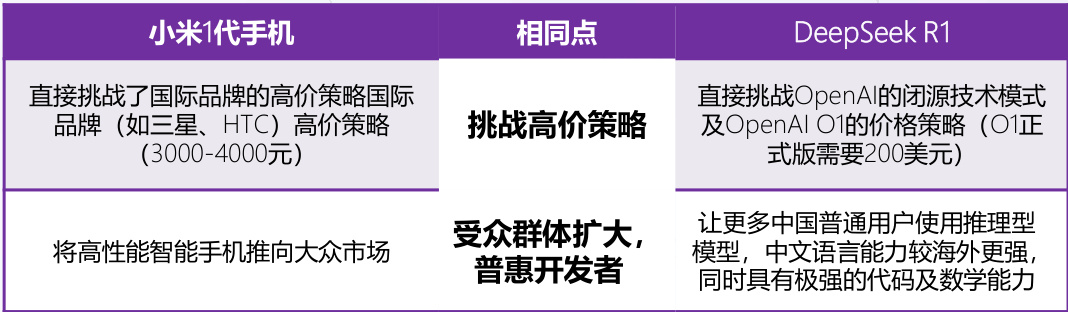 小米1代手机
相同点
DeepSeek R1
直接挑战了国际品牌的高价策略国际
品牌（如三星、HTC）高价策略
（3000-4000元）
挑战高价策略
直接挑战OpenAI的闭源技术模式
及OpenAI O1的价格策略（O1正
式版需要200美元）
将高性能智能手机推向大众市场
受众群体扩大，
普惠开发者
让更多中国普通用户使用推理型
模型，中文语言能力较海外更强，
同时具有极强的代码及数学能力